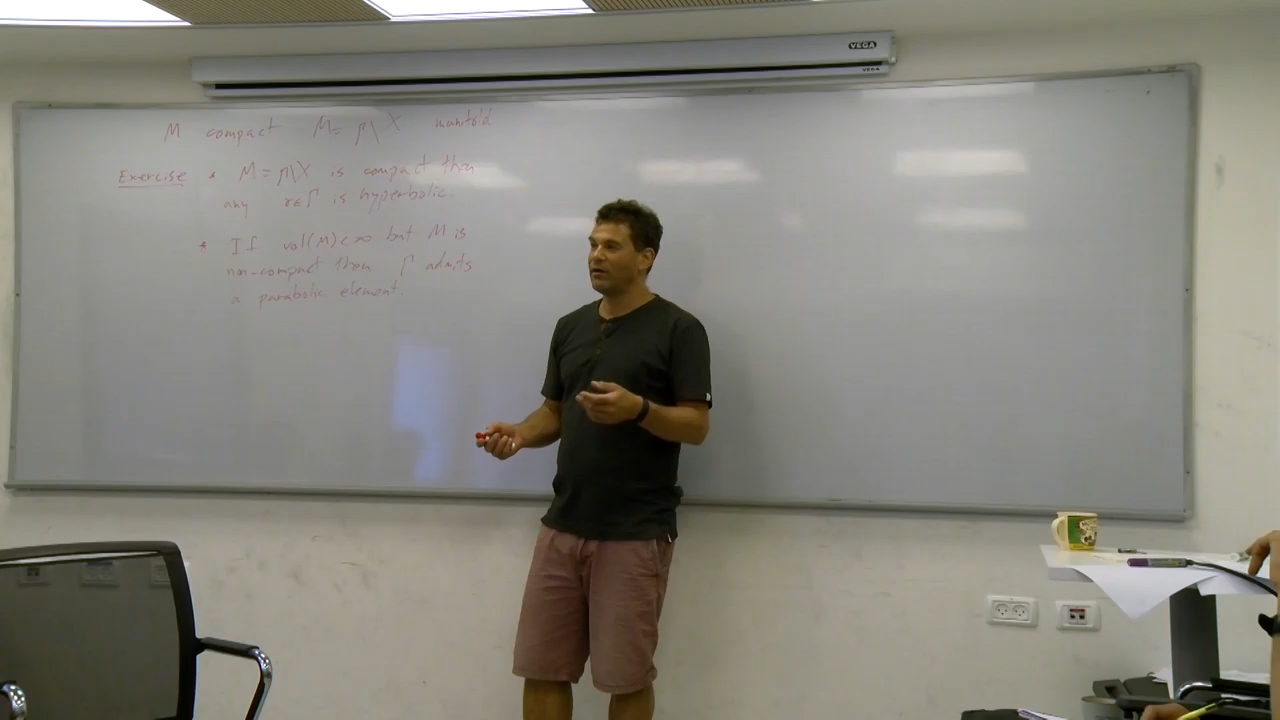 VEGA
VEGA
M compact M = Γ\X manifold
Exercise * M = Γ\X is compact then
any γ∈Γ is hyperbolic.
* If vol(M)<∞ but M is
non-compact then Γ admits
a parabolic element.